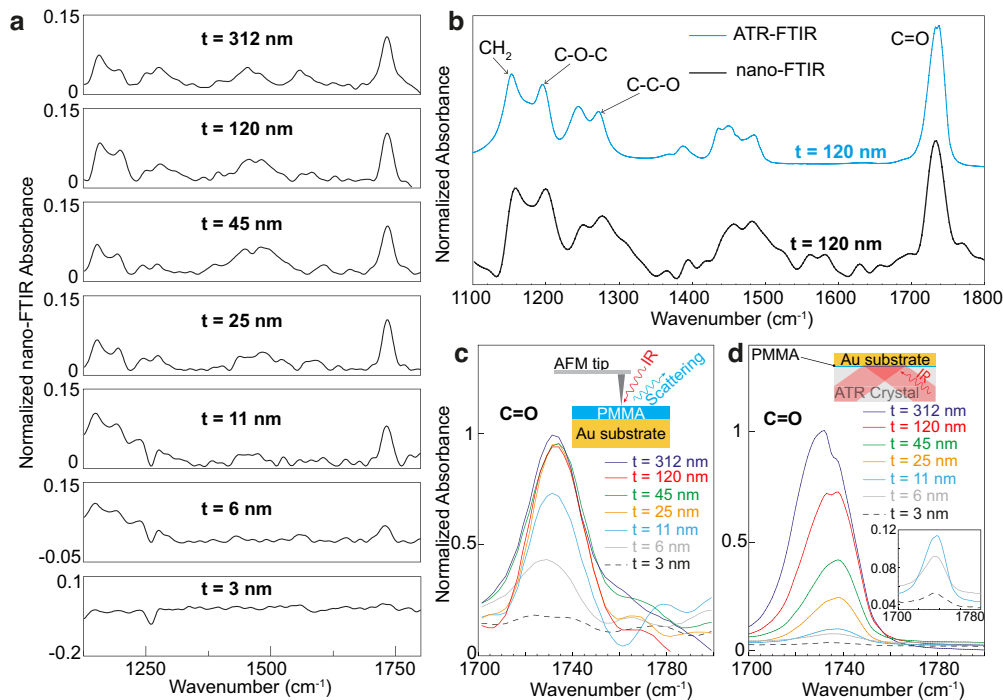 a
0.15
t = 312 nm
0
0.15
t = 120 nm
0
0.15
t = 45 nm
0
0.15
t = 25 nm
0
0.15
t = 11 nm
0
0.15
t = 6 nm
-0.05
0.1
t = 3 nm
-0.2
1250 1500 1750
Wavenumber (cm⁻¹)
Normalized nano-FTIR Absorbance
b
ATR-FTIR
nano-FTIR
CH₂
C-O-C
C-C-O
C=O
t = 120 nm
t = 120 nm
Normalized Absorbance
1100 1200 1300 1400 1500 1600 1700 1800
Wavenumber (cm⁻¹)
c
AFM tip
IR
Scattering
C=O
PMMA
Au substrate
t = 312 nm
t = 120 nm
t = 45 nm
t = 25 nm
t = 11 nm
t = 6 nm
t = 3 nm
1
0.5
0
Normalized Absorbance
1700 1740 1780
Wavenumber (cm⁻¹)
d
PMMA
Au substrate
IR
ATR Crystal
C=O
t = 312 nm
t = 120 nm
t = 45 nm
t = 25 nm
t = 11 nm
t = 6 nm
t = 3 nm
1
0.5
0
0.12
0.08
0.04
1700 1780
1700 1740 1780
Wavenumber (cm⁻¹)